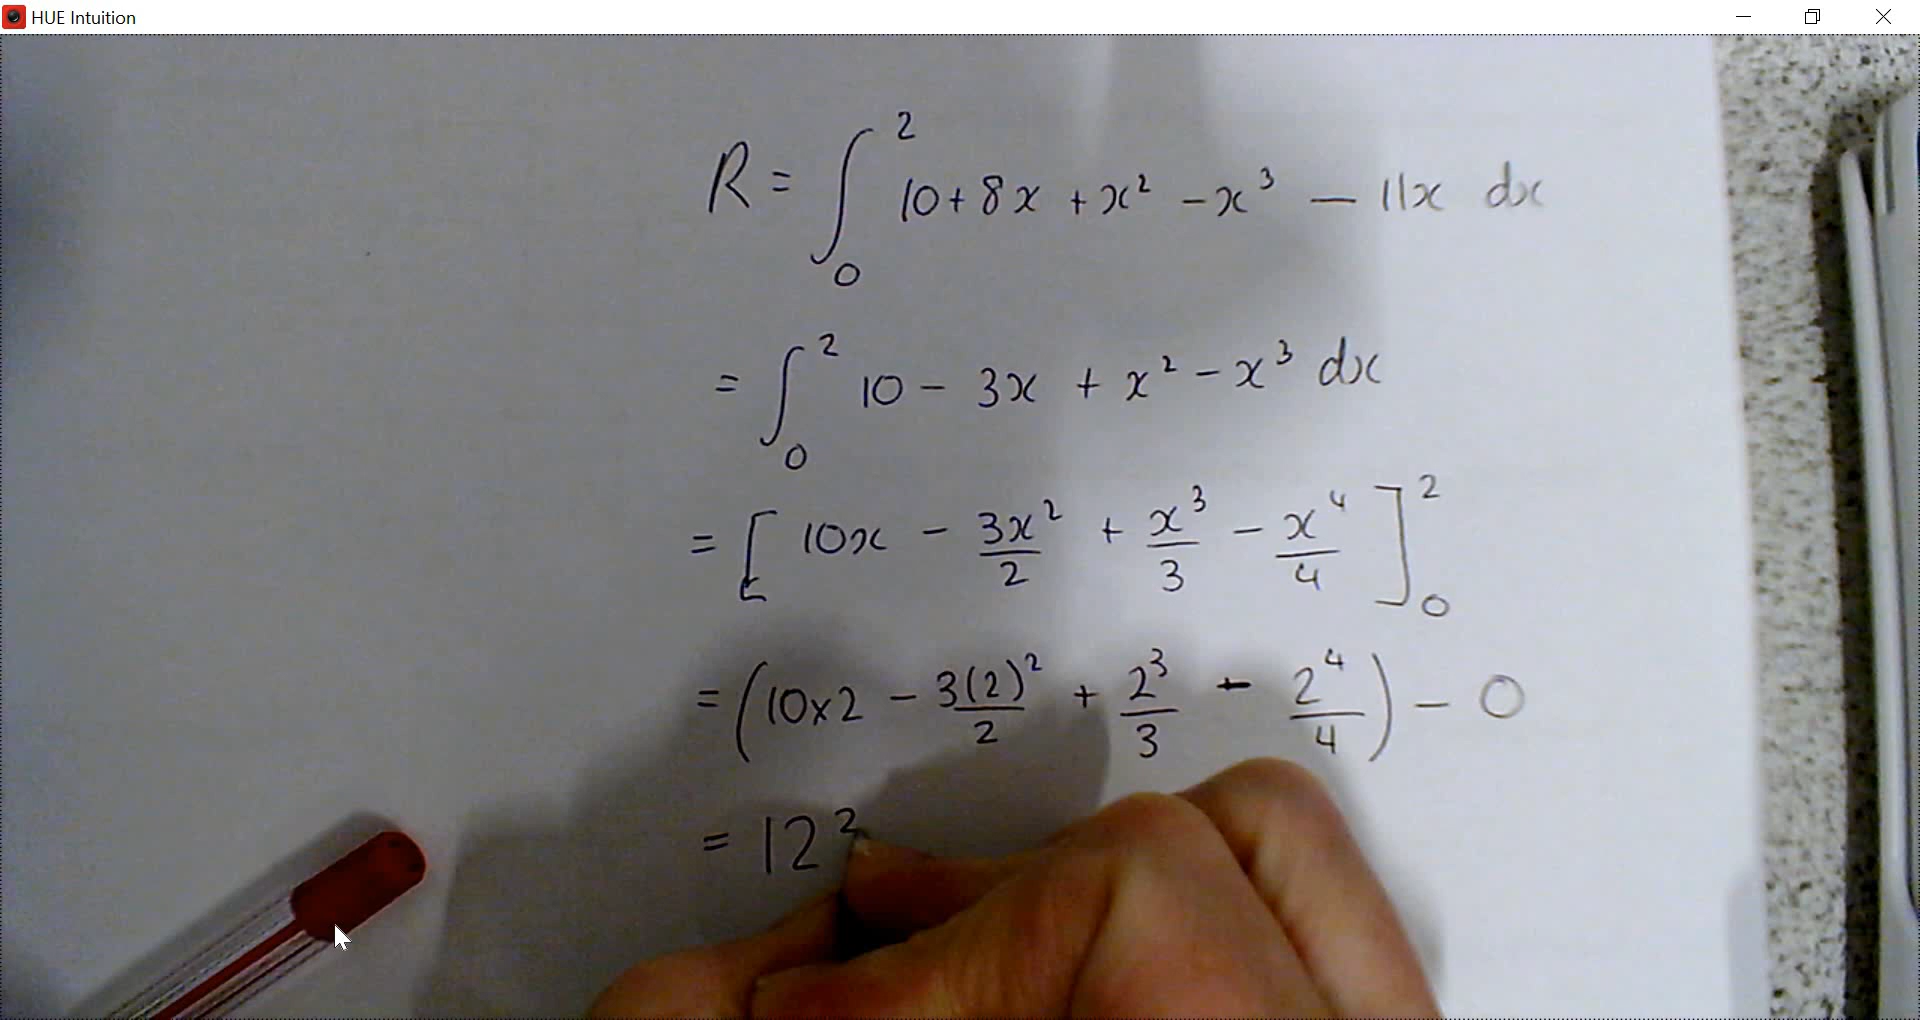 HUE Intuition
R = ∫₀² 10 + 8x + x² - x³ - 11x dx
= ∫₀² 10 - 3x + x² - x³ dx
= [10x - 3x²/2 + x³/3 - x⁴/4]₀²
= (10×2 - 3(2)²/2 + 2³/3 - 2⁴/4) - 0
= 12 2